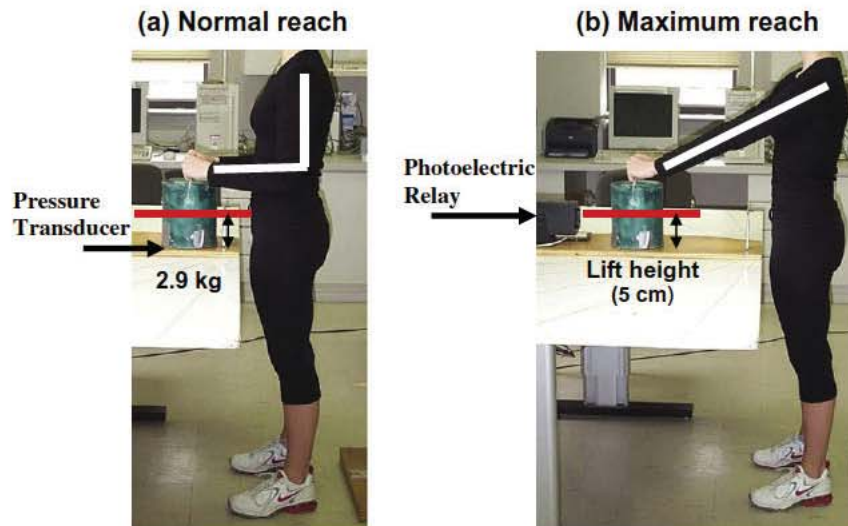 (a) Normal reach
(b) Maximum reach
Pressure
Transducer
2.9 kg
Photoelectric
Relay
Lift height
(5 cm)